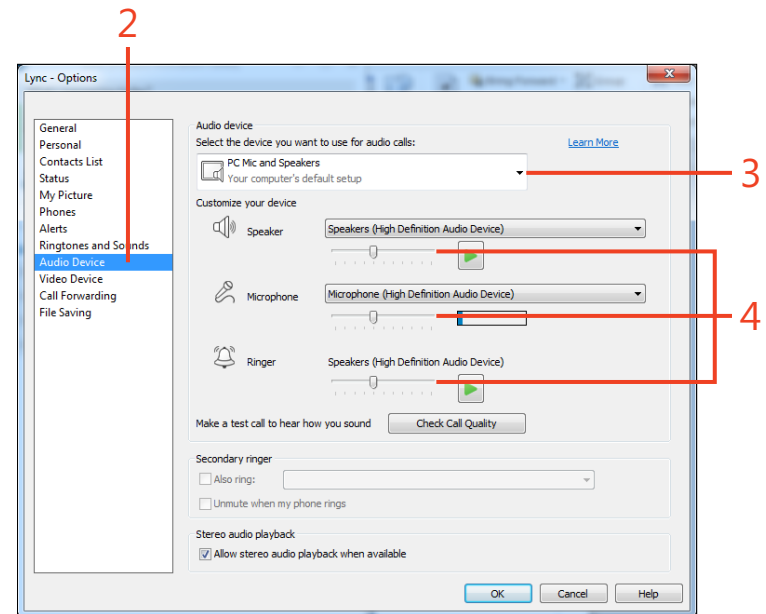 2
Lync - Options
General
Personal
Contacts List
Status
My Picture
Phones
Alerts
Ringtones and Sounds
Audio Device
Video Device
Call Forwarding
File Saving
Audio device
Select the device you want to use for audio calls:
Learn More
PC Mic and Speakers
Your computer's default setup
3
Customize your device
Speaker
Speakers (High Definition Audio Device)
Microphone
Microphone (High Definition Audio Device)
4
Ringer
Speakers (High Definition Audio Device)
Make a test call to hear how you sound
Check Call Quality
Secondary ringer
Also ring:
Unmute when my phone rings
Stereo audio playback
Allow stereo audio playback when available
OK
Cancel
Help